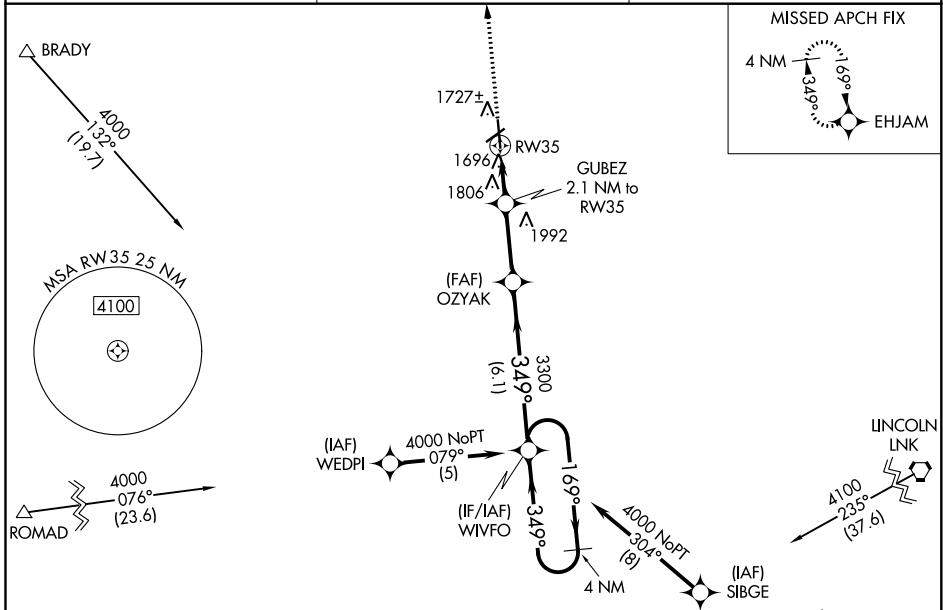 MISSED APCH FIX
4 NM
349°
169°
EHJAM
BRADY
4000
132°
(19.7)
1727±
RW35
1696
1806
GUBEZ
2.1 NM to
RW35
1992
MSA RW35 25 NM
4100
(FAF)
OZYAK
3300
349°
(6.1)
(IAF)
WEDPI
4000 NoPT
079°
(5)
(IF/IAF)
WIVFO
349°
169°
4 NM
4000 NoPT
304°
(8)
(IAF)
SIBGE
LINCOLN
LNK
4100
235°
(37.6)
ROMAD
4000
076°
(23.6)